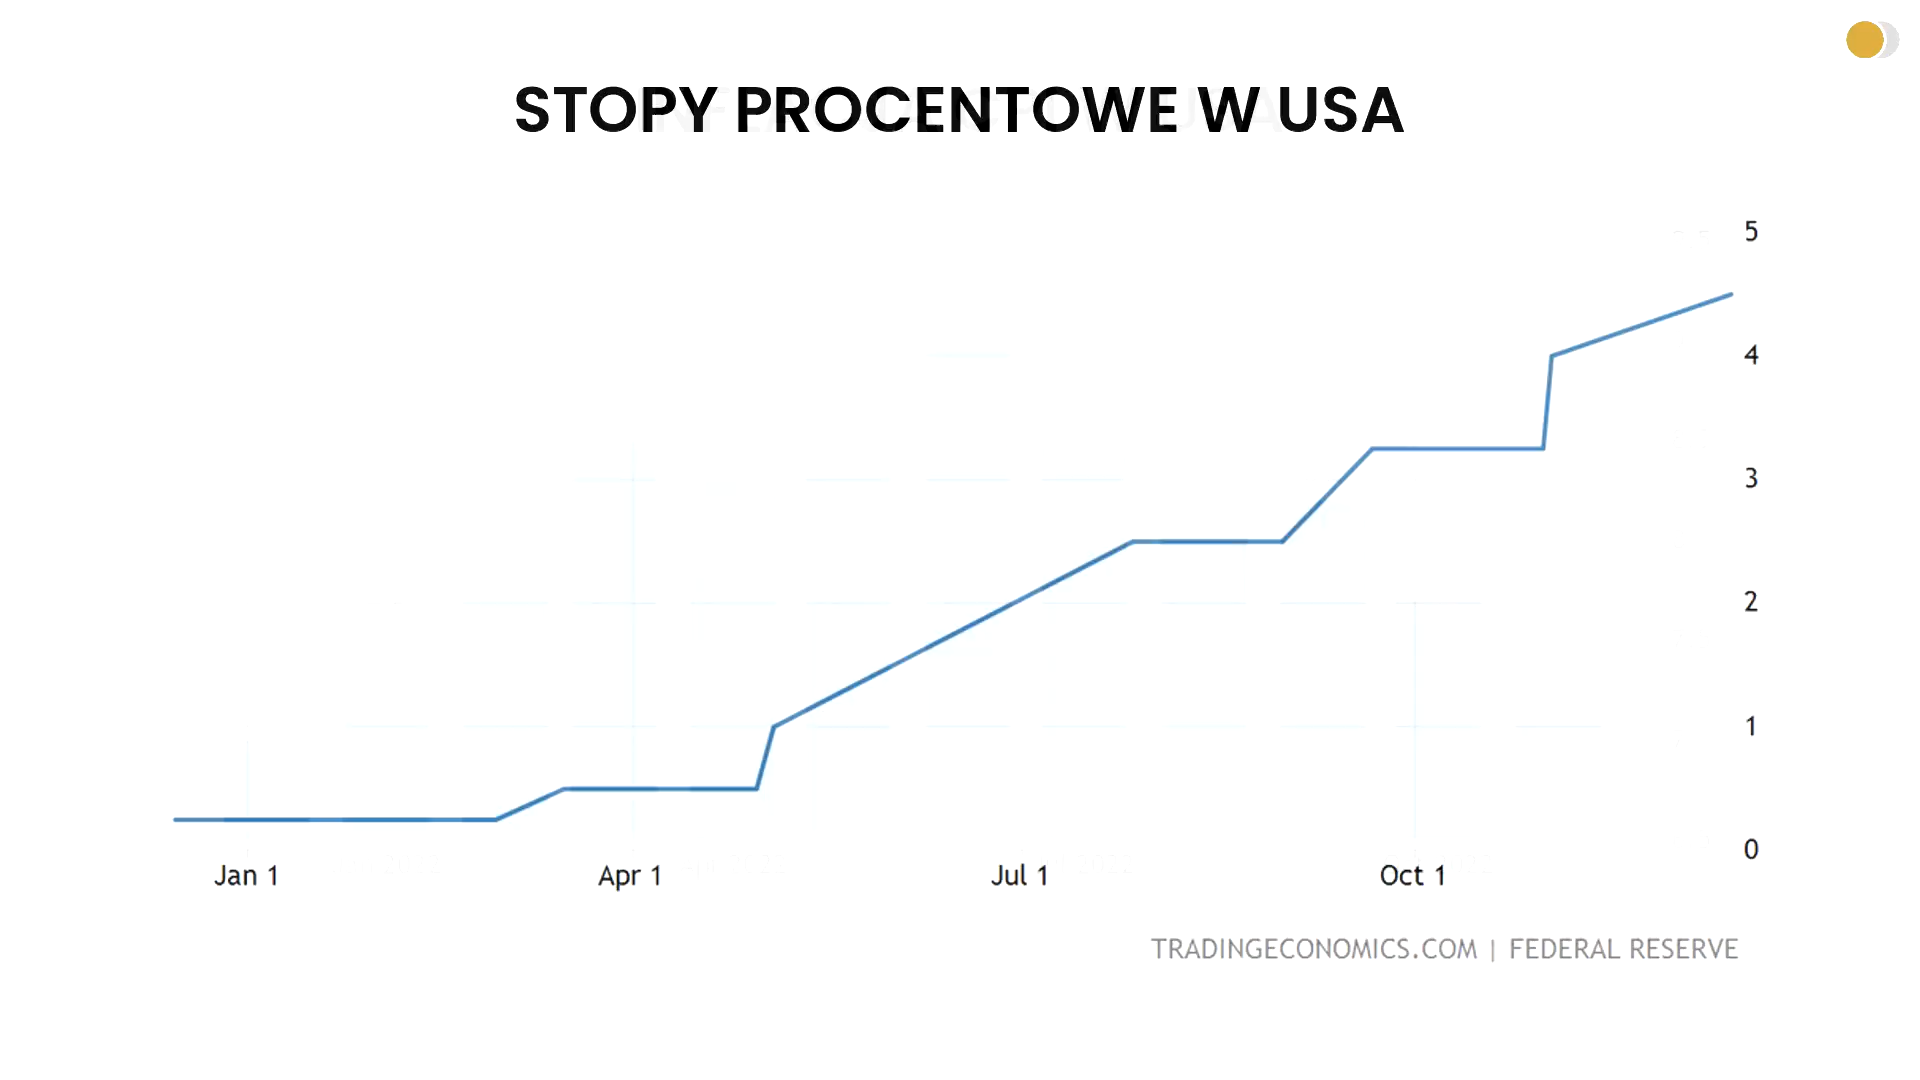 STOPY PROCENTOWE W USA
5
4
3
2
1
0
Jan 1 Apr 1 Jul 1 Oct 1
TRADINGECONOMICS.COM | FEDERAL RESERVE